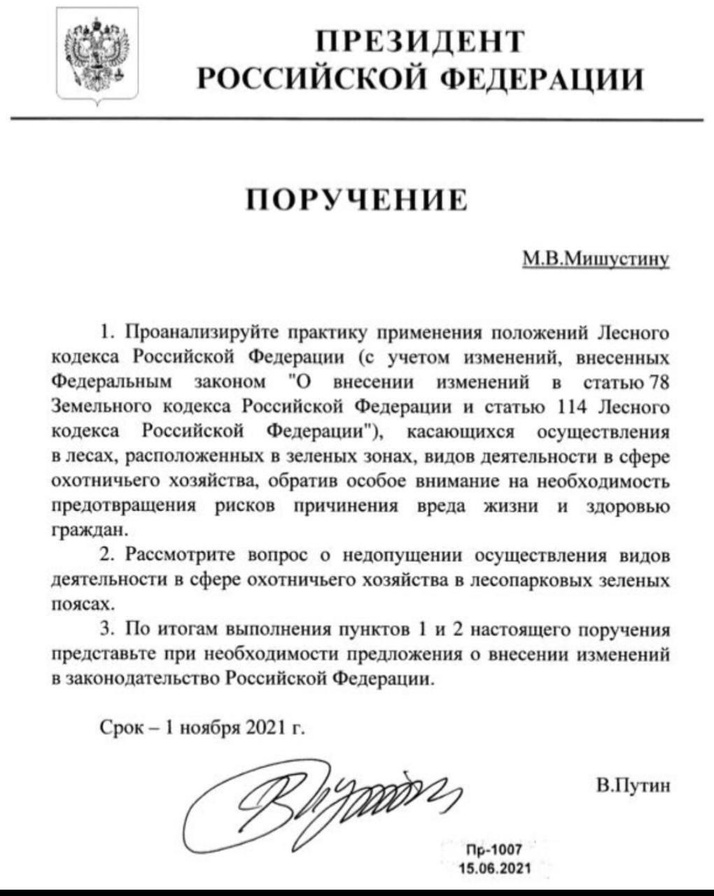 ПРЕЗИДЕНТ
РОССИЙСКОЙ ФЕДЕРАЦИИ
ПОРУЧЕНИЕ
М.В.Мишустину
1. Проанализируйте практику применения положений Лесного
кодекса Российской Федерации (с учетом изменений, внесенных
Федеральным законом "О внесении изменений в статью 78
Земельного кодекса Российской Федерации и статью 114 Лесного
кодекса Российской Федерации"), касающихся осуществления
в лесах, расположенных в зеленых зонах, видов деятельности в сфере
охотничьего хозяйства, обратив особое внимание на необходимость
предотвращения рисков причинения вреда жизни и здоровью
граждан.
2. Рассмотрите вопрос о недопущении осуществления видов
деятельности в сфере охотничьего хозяйства в лесопарковых зеленых
поясах.
3. По итогам выполнения пунктов 1 и 2 настоящего поручения
представьте при необходимости предложения о внесении изменений
в законодательство Российской Федерации.
Срок – 1 ноября 2021 г.
В.Путин
Пр-1007
15.06.2021